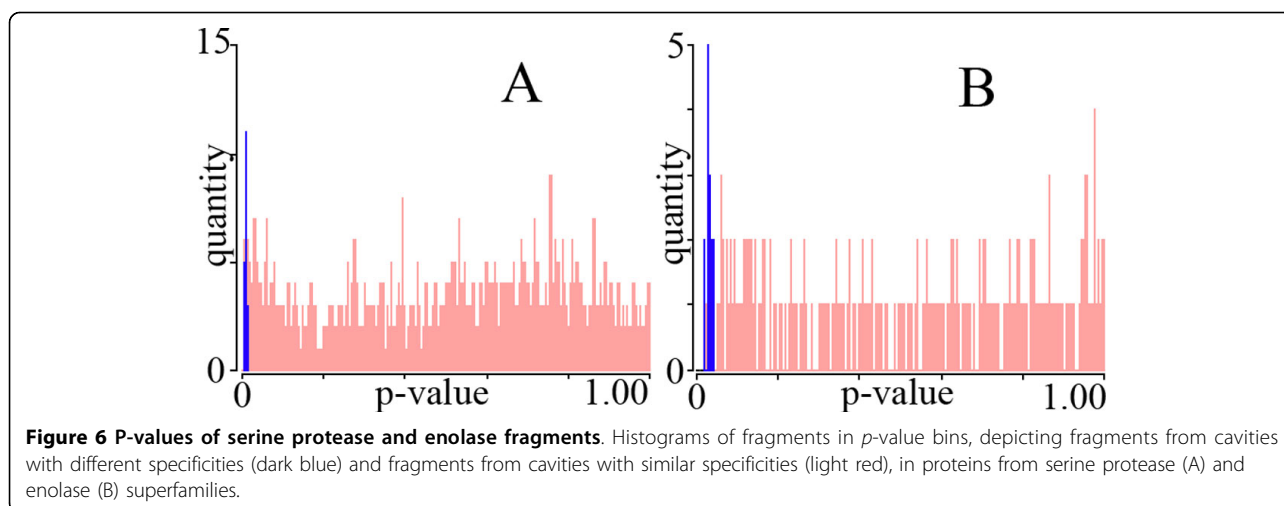 15
A
quantity
0
0
p-value
1.00
5
B
quantity
0
0
p-value
1.00
Figure 6 P-values of serine protease and enolase fragments. Histograms of fragments in p-value bins, depicting fragments from cavities
with different specificities (dark blue) and fragments from cavities with similar specificities (light red), in proteins from serine protease (A) and
enolase (B) superfamilies.